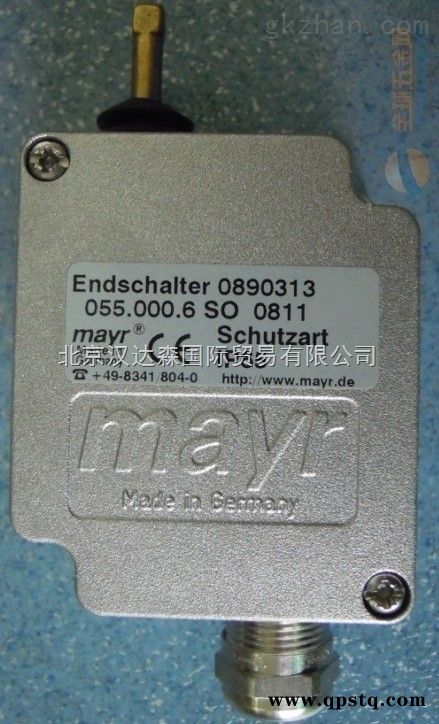 qkzhan.com
Endschalter 0890313
055.000.6 SO 0811
mayr® CE Schutzart
北京汉达森国际贸易有限公司
☎ +49-8341 804-0 http://www.mayr.de
mayr
Made in Germany
www.qpstq.com